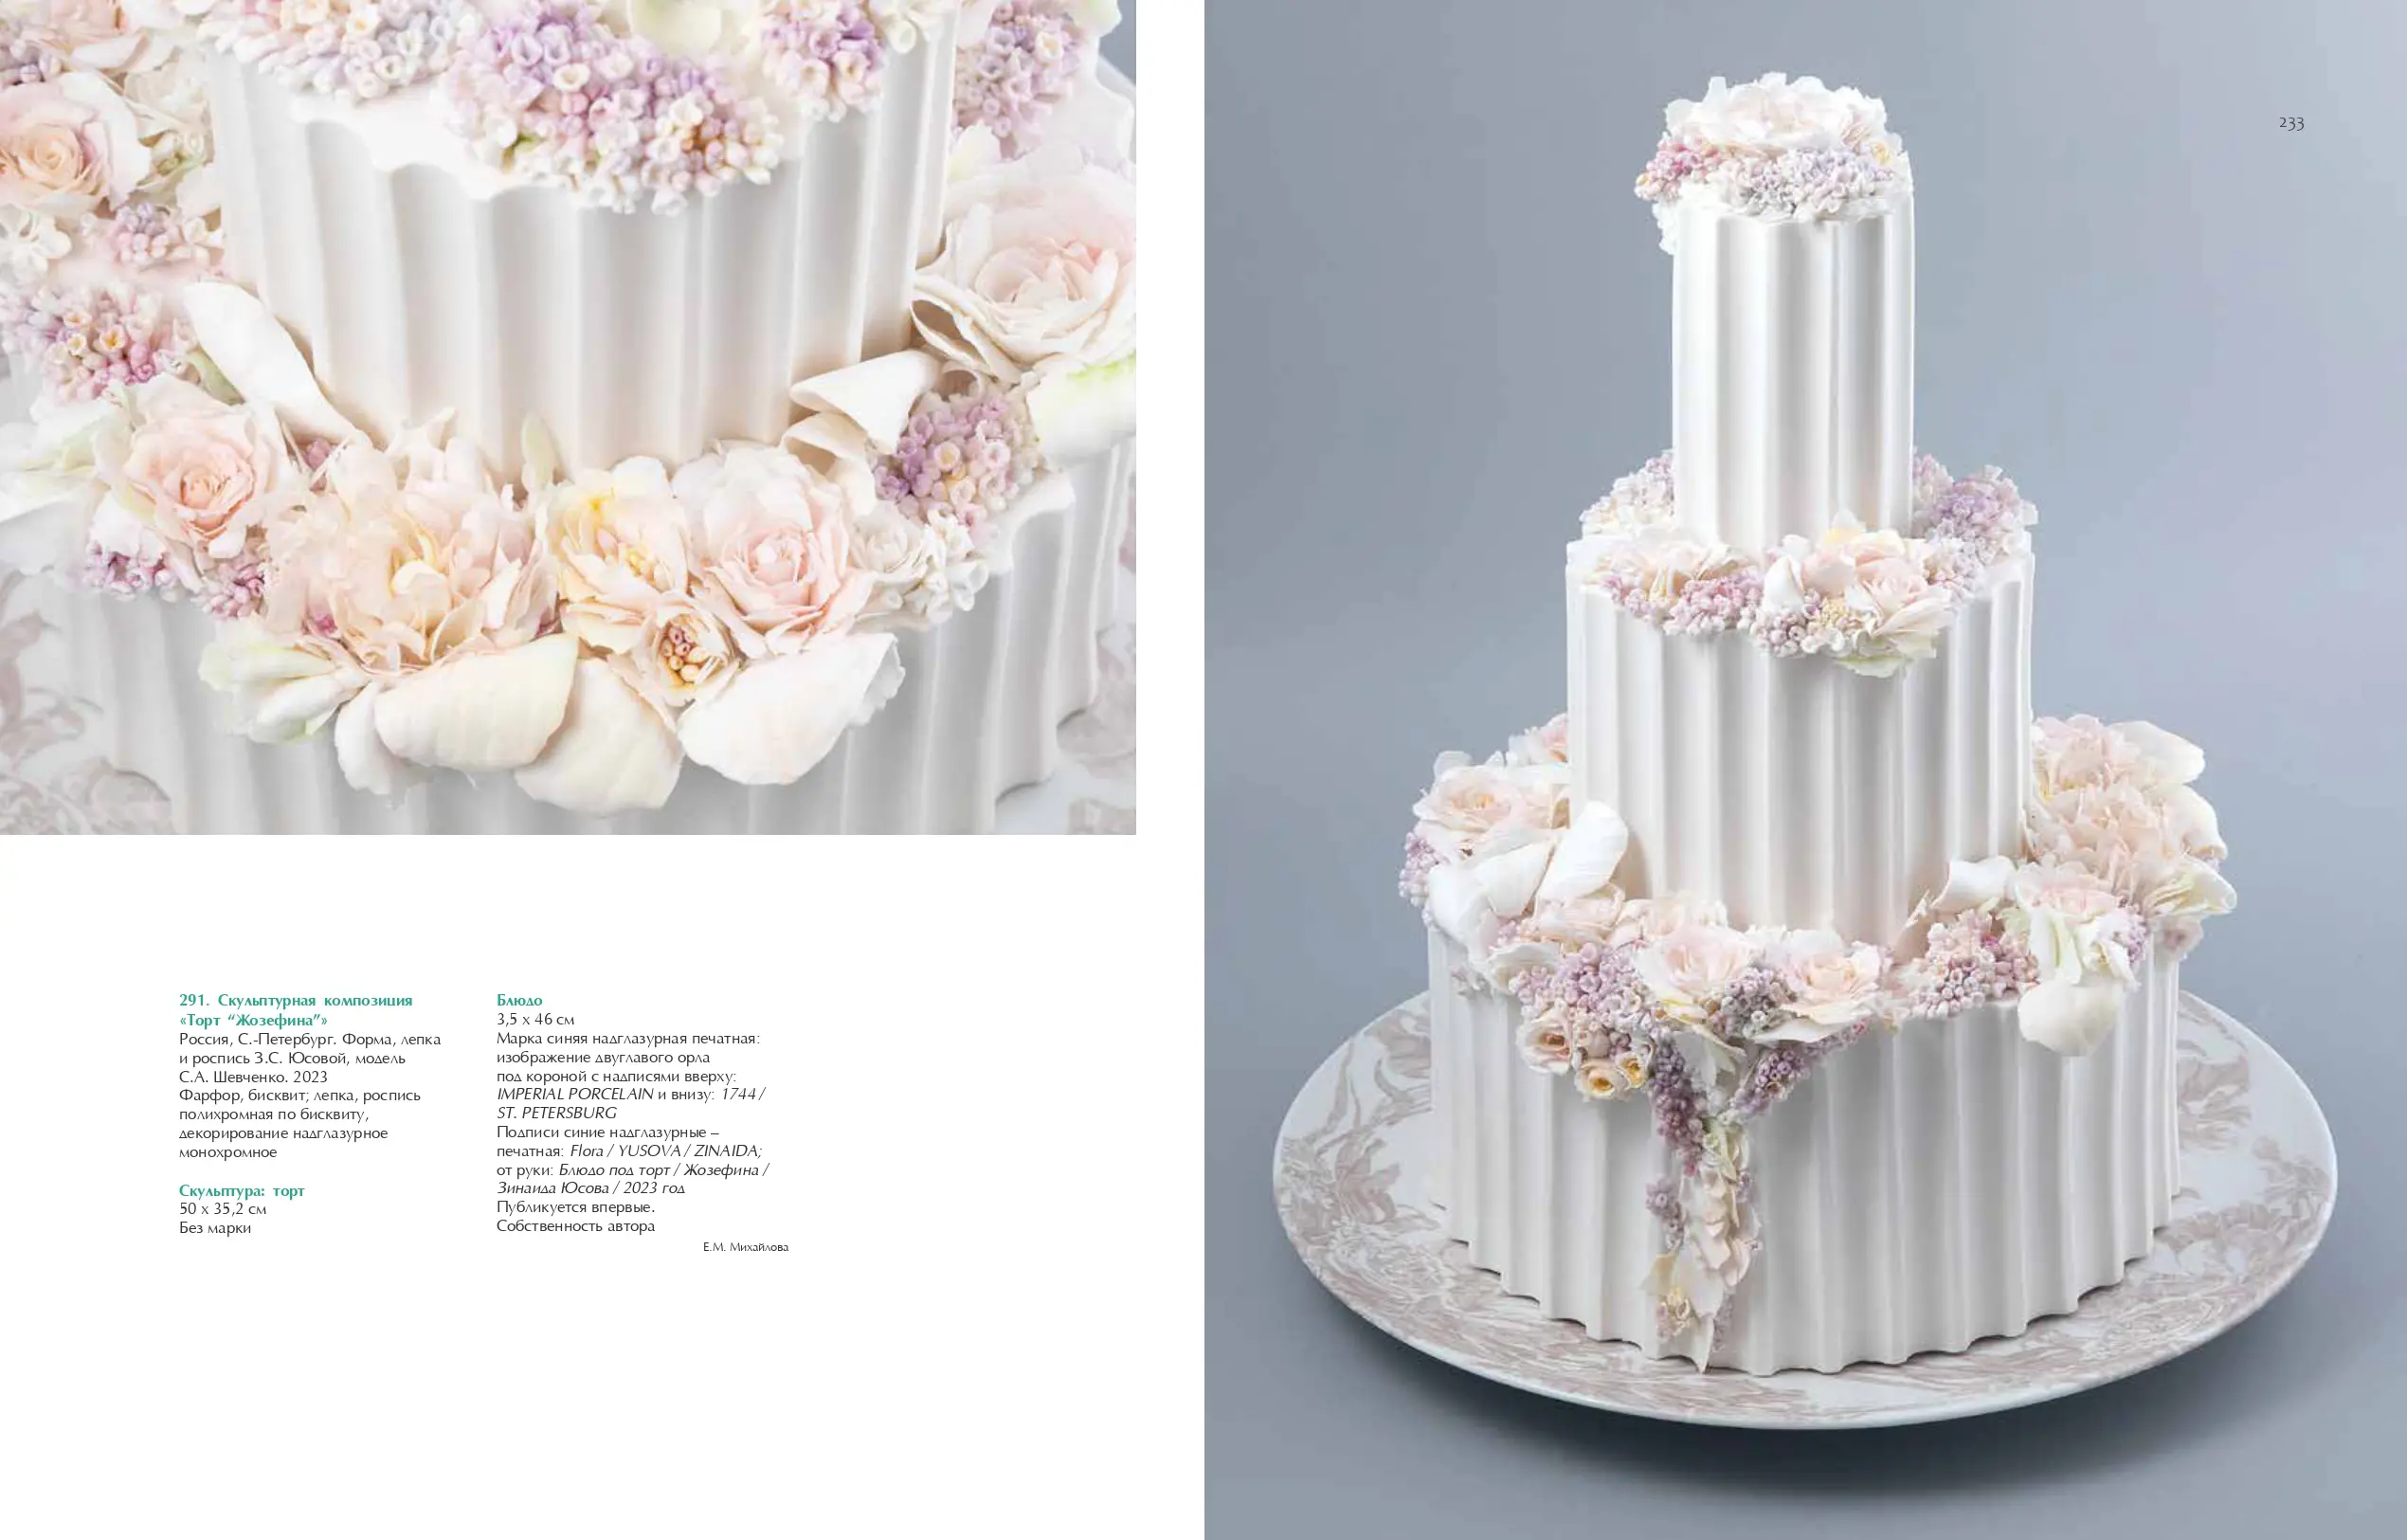 233
291. Скульптурная композиция
«Торт “Жозефина”»
Россия, С.-Петербург. Форма, лепка
и роспись З.С. Юсовой, модель
С.А. Шевченко. 2023
Фарфор, бисквит; лепка, роспись
полихромная по бисквиту,
декорирование надглазурное
монохромное
Скульптура: торт
50 x 35,2 см
Без марки
Блюдо
3,5 x 46 см
Марка синяя надглазурная печатная:
изображение двуглавого орла
под короной с надписями вверху:
IMPERIAL PORCELAIN и внизу: 1744 /
ST. PETERSBURG
Подписи синие надглазурные –
печатная: Flora / YUSOVA / ZINAIDA;
от руки: Блюдо под торт / Жозефина /
Зинаида Юсова / 2023 год
Публикуется впервые.
Собственность автора
Е.М. Михайлова